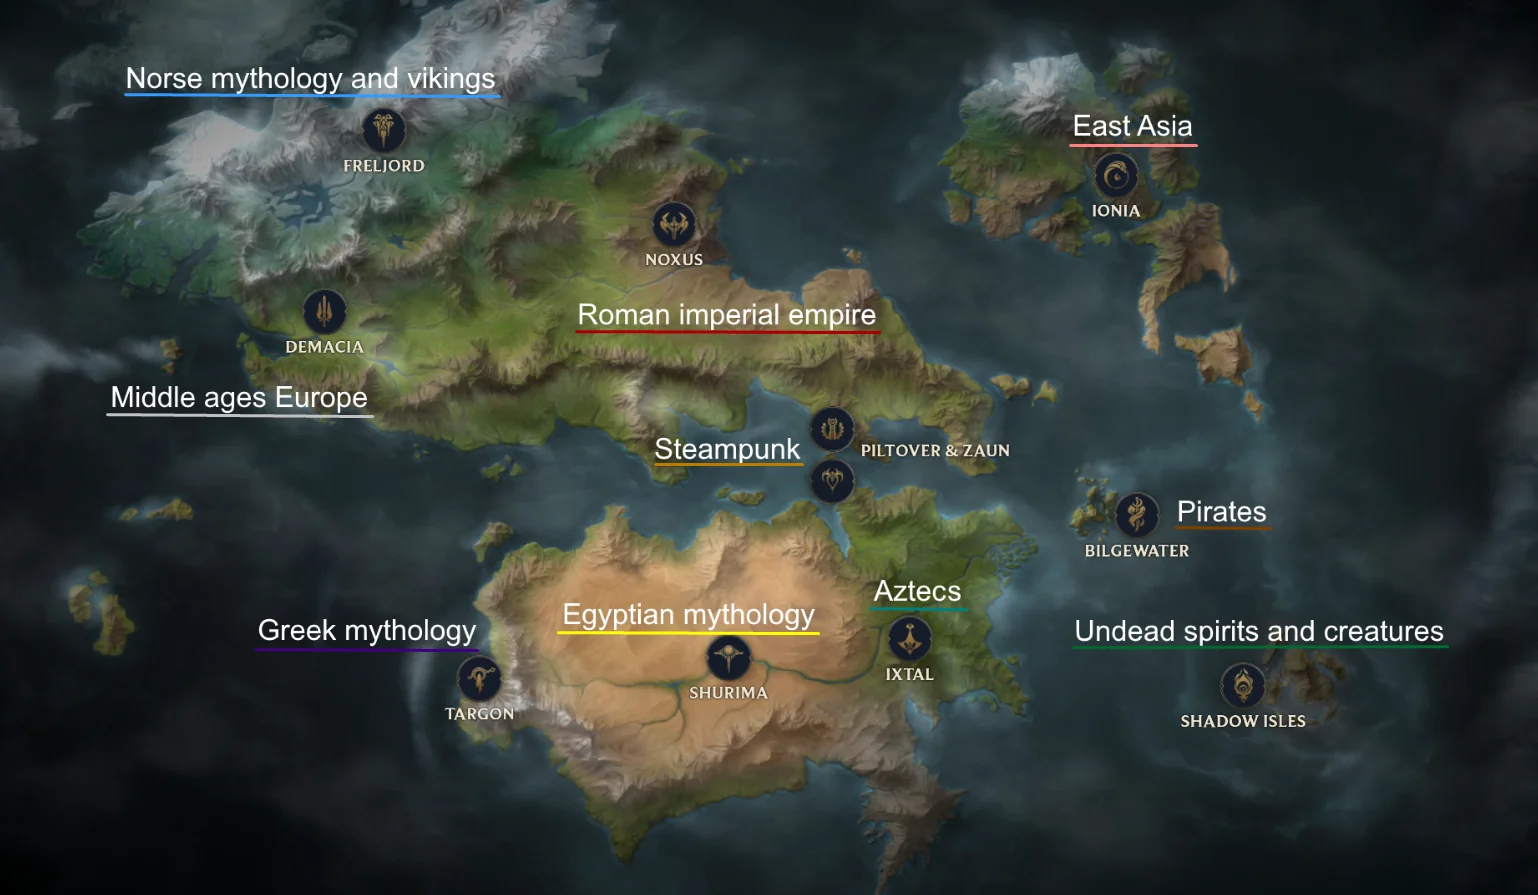 Norse mythology and vikings
FRELJORD
East Asia
IONIA
NOXUS
Roman imperial empire
DEMACIA
Middle ages Europe
Steampunk
PILTOVER & ZAUN
Pirates
BILGEWATER
Aztecs
IXTAL
Egyptian mythology
SHURIMA
Greek mythology
TARGON
Undead spirits and creatures
SHADOW ISLES